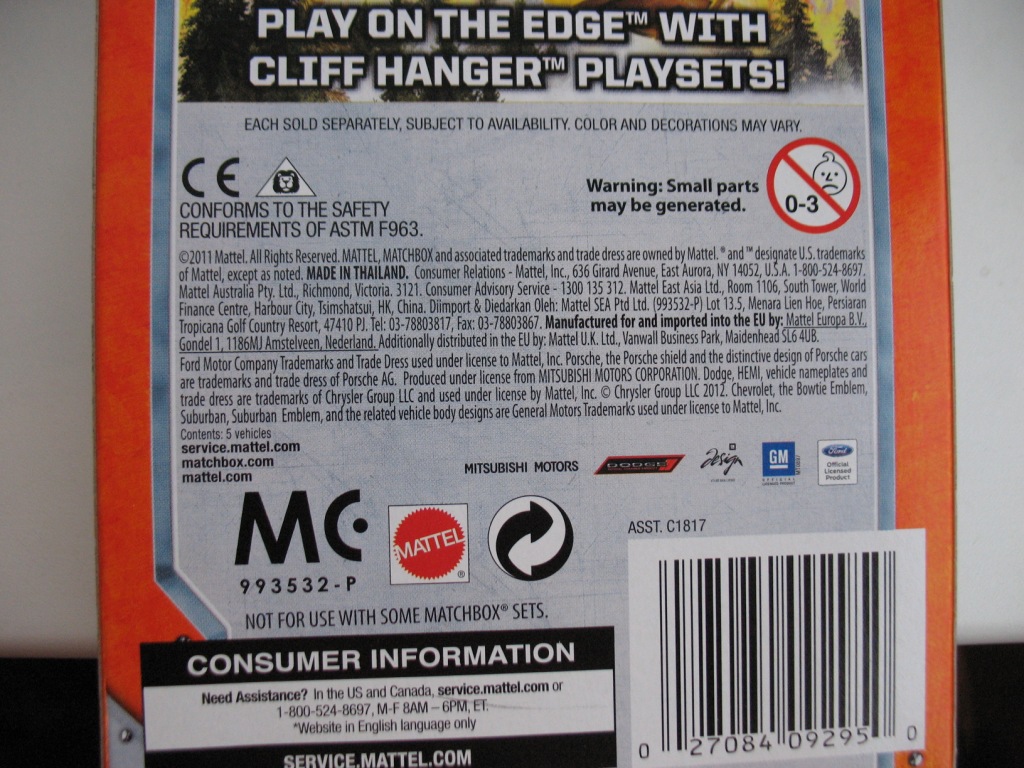 PLAY ON THE EDGE™ WITH
CLIFF HANGER™ PLAYSETS!
EACH SOLD SEPARATELY, SUBJECT TO AVAILABILITY. COLOR AND DECORATIONS MAY VARY.
CE
CONFORMS TO THE SAFETY
REQUIREMENTS OF ASTM F963.
Warning: Small parts
may be generated.
0-3
©2011 Mattel. All Rights Reserved. MATTEL, MATCHBOX and associated trademarks and trade dress are owned by Mattel. ® and ™ designate U.S. trademarks
of Mattel, except as noted. MADE IN THAILAND. Consumer Relations - Mattel, Inc., 636 Girard Avenue, East Aurora, NY 14052, U.S.A. 1-800-524-8697.
Mattel Australia Pty. Ltd., Richmond, Victoria. 3121. Consumer Advisory Service - 1300 135 312. Mattel East Asia Ltd., Room 1106, South Tower, World
Finance Centre, Harbour City, Tsimshatsui, HK, China. Diimport & Diedarkan Oleh: Mattel SEA Ptd Ltd. (993532-P) Lot 13.5, Menara Lien Hoe, Persiaran
Tropicana Golf Country Resort, 47410 PJ. Tel: 03-78803817, Fax: 03-78803867. Manufactured for and imported into the EU by: Mattel Europa B.V.,
Gondel 1, 1186MJ Amstelveen, Nederland. Additionally distributed in the EU by: Mattel U.K. Ltd., Vanwall Business Park, Maidenhead SL6 4UB.
Ford Motor Company Trademarks and Trade Dress used under license to Mattel, Inc. Porsche, the Porsche shield and the distinctive design of Porsche cars
are trademarks and trade dress of Porsche AG. Produced under license from MITSUBISHI MOTORS CORPORATION. Dodge, HEMI, vehicle nameplates and
trade dress are trademarks of Chrysler Group LLC and used under license by Mattel, Inc. © Chrysler Group LLC 2012. Chevrolet, the Bowtie Emblem,
Suburban, Suburban Emblem, and the related vehicle body designs are General Motors Trademarks used under license to Mattel, Inc.
Contents: 5 vehicles
service.mattel.com
matchbox.com
mattel.com
MITSUBISHI MOTORS
DODGE
design
GM
OFFICIAL
LICENSED PRODUCT
Ford
Official
Licensed
Product
MC
993532-P
MATTEL®
ASST. C1817
NOT FOR USE WITH SOME MATCHBOX® SETS.
CONSUMER INFORMATION
Need Assistance? In the US and Canada, service.mattel.com or
1-800-524-8697, M-F 8AM – 6PM, ET.
*Website in English language only
SERVICE.MATTEL.COM
0 27084 09295 0